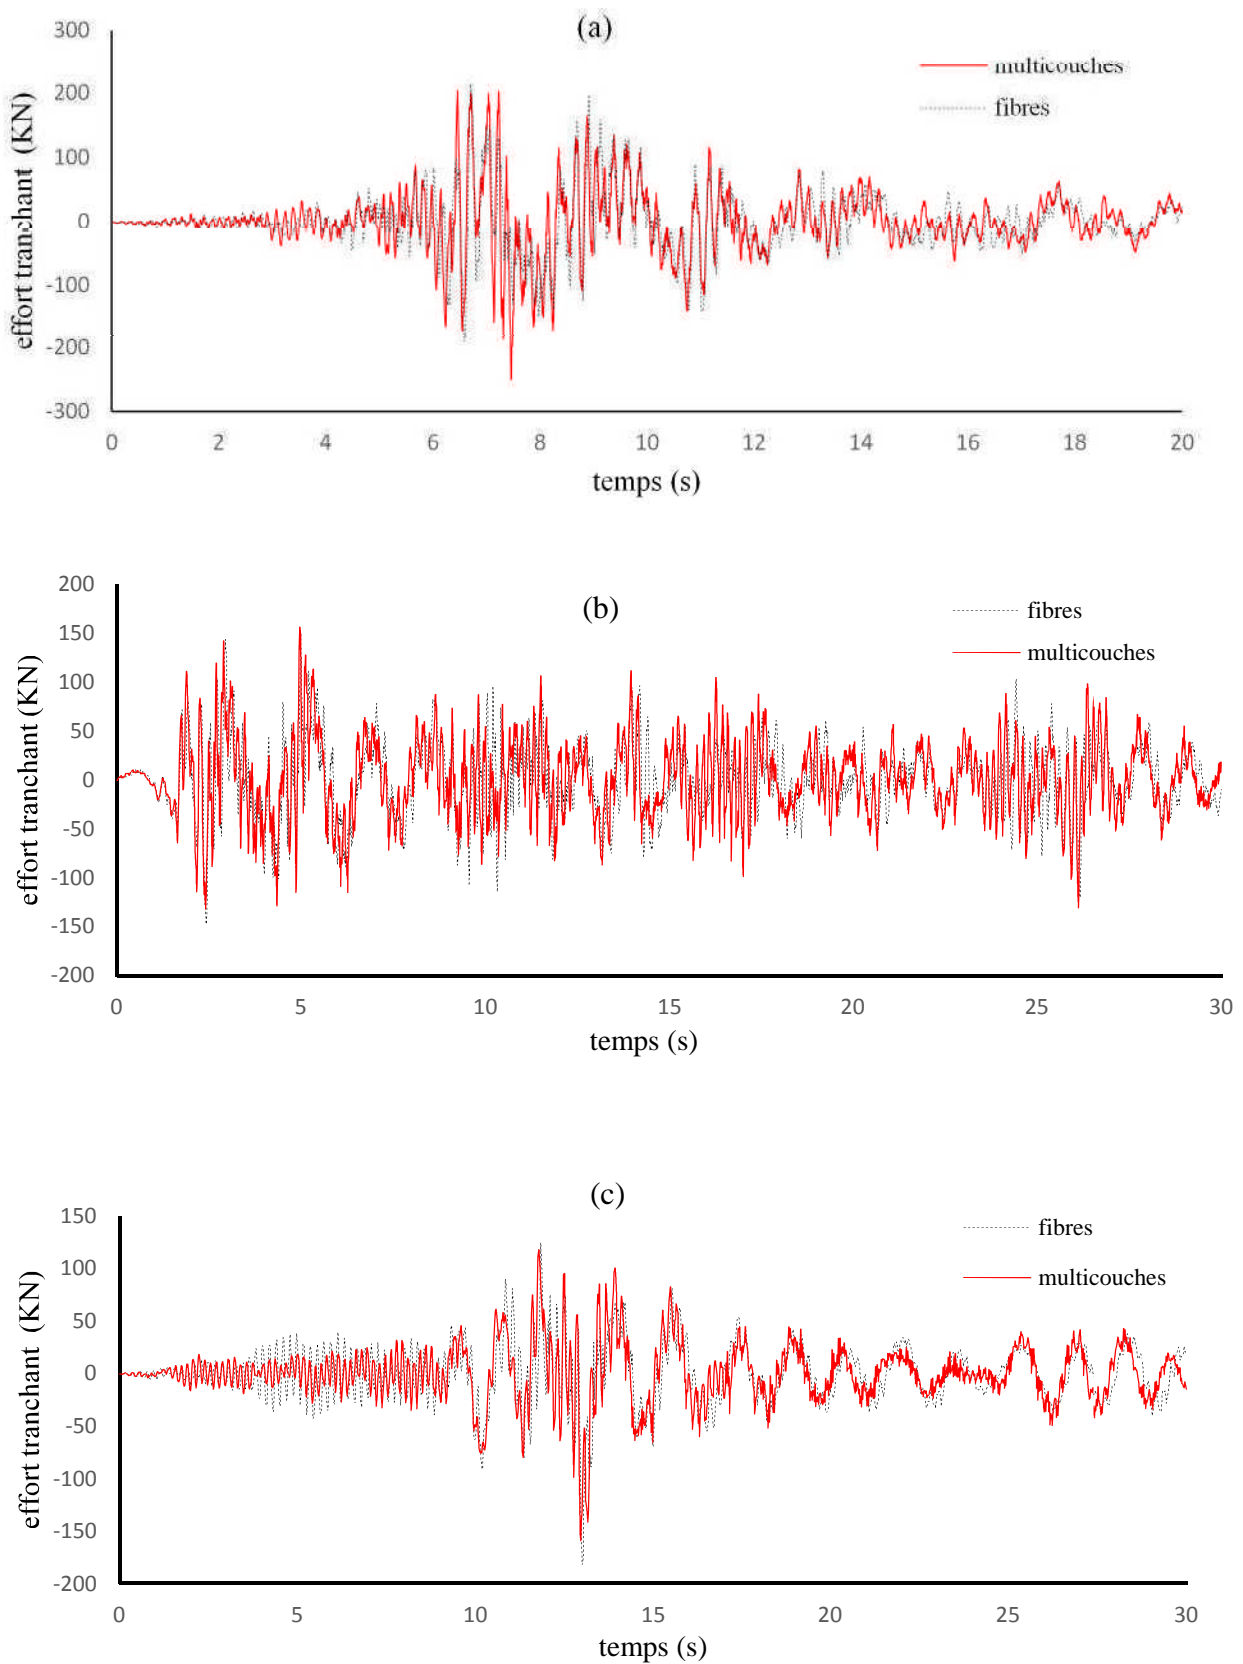 (a)
300
200
100
0
-100
-200
-300
effort tranchant (KN)
multicouches
fibres
0 2 4 6 8 10 12 14 16 18 20
temps (s)
(b)
200
150
100
50
0
-50
-100
-150
-200
effort tranchant (KN)
fibres
multicouches
0 5 10 15 20 25 30
temps (s)
(c)
150
100
50
0
-50
-100
-150
-200
effort tranchant (KN)
fibres
multicouches
0 5 10 15 20 25 30
temps (s)